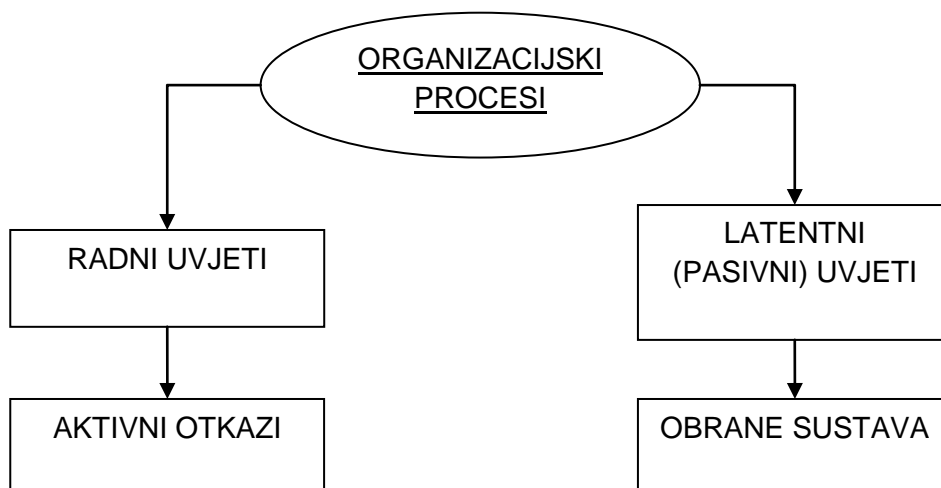 ORGANIZACIJSKI
PROCESI
RADNI UVJETI
LATENTNI
(PASIVNI) UVJETI
AKTIVNI OTKAZI
OBRANE SUSTAVA